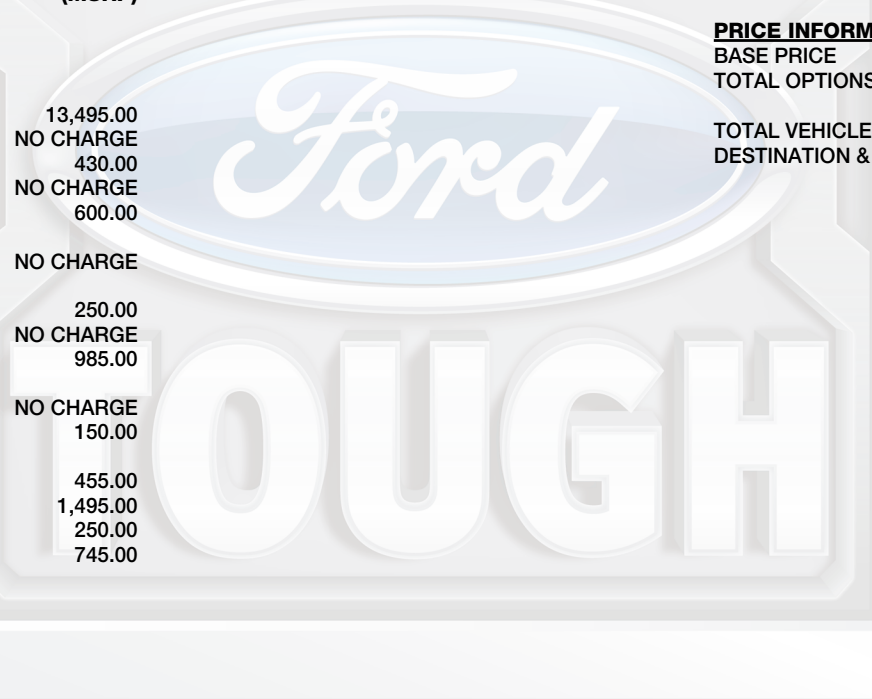 (MSRP)
13,495.00
NO CHARGE
430.00
NO CHARGE
600.00
NO CHARGE
250.00
NO CHARGE
985.00
NO CHARGE
150.00
455.00
1,495.00
250.00
745.00
PRICE INFORM
BASE PRICE
TOTAL OPTIONS
TOTAL VEHICLE
DESTINATION &
Ford
TOUGH